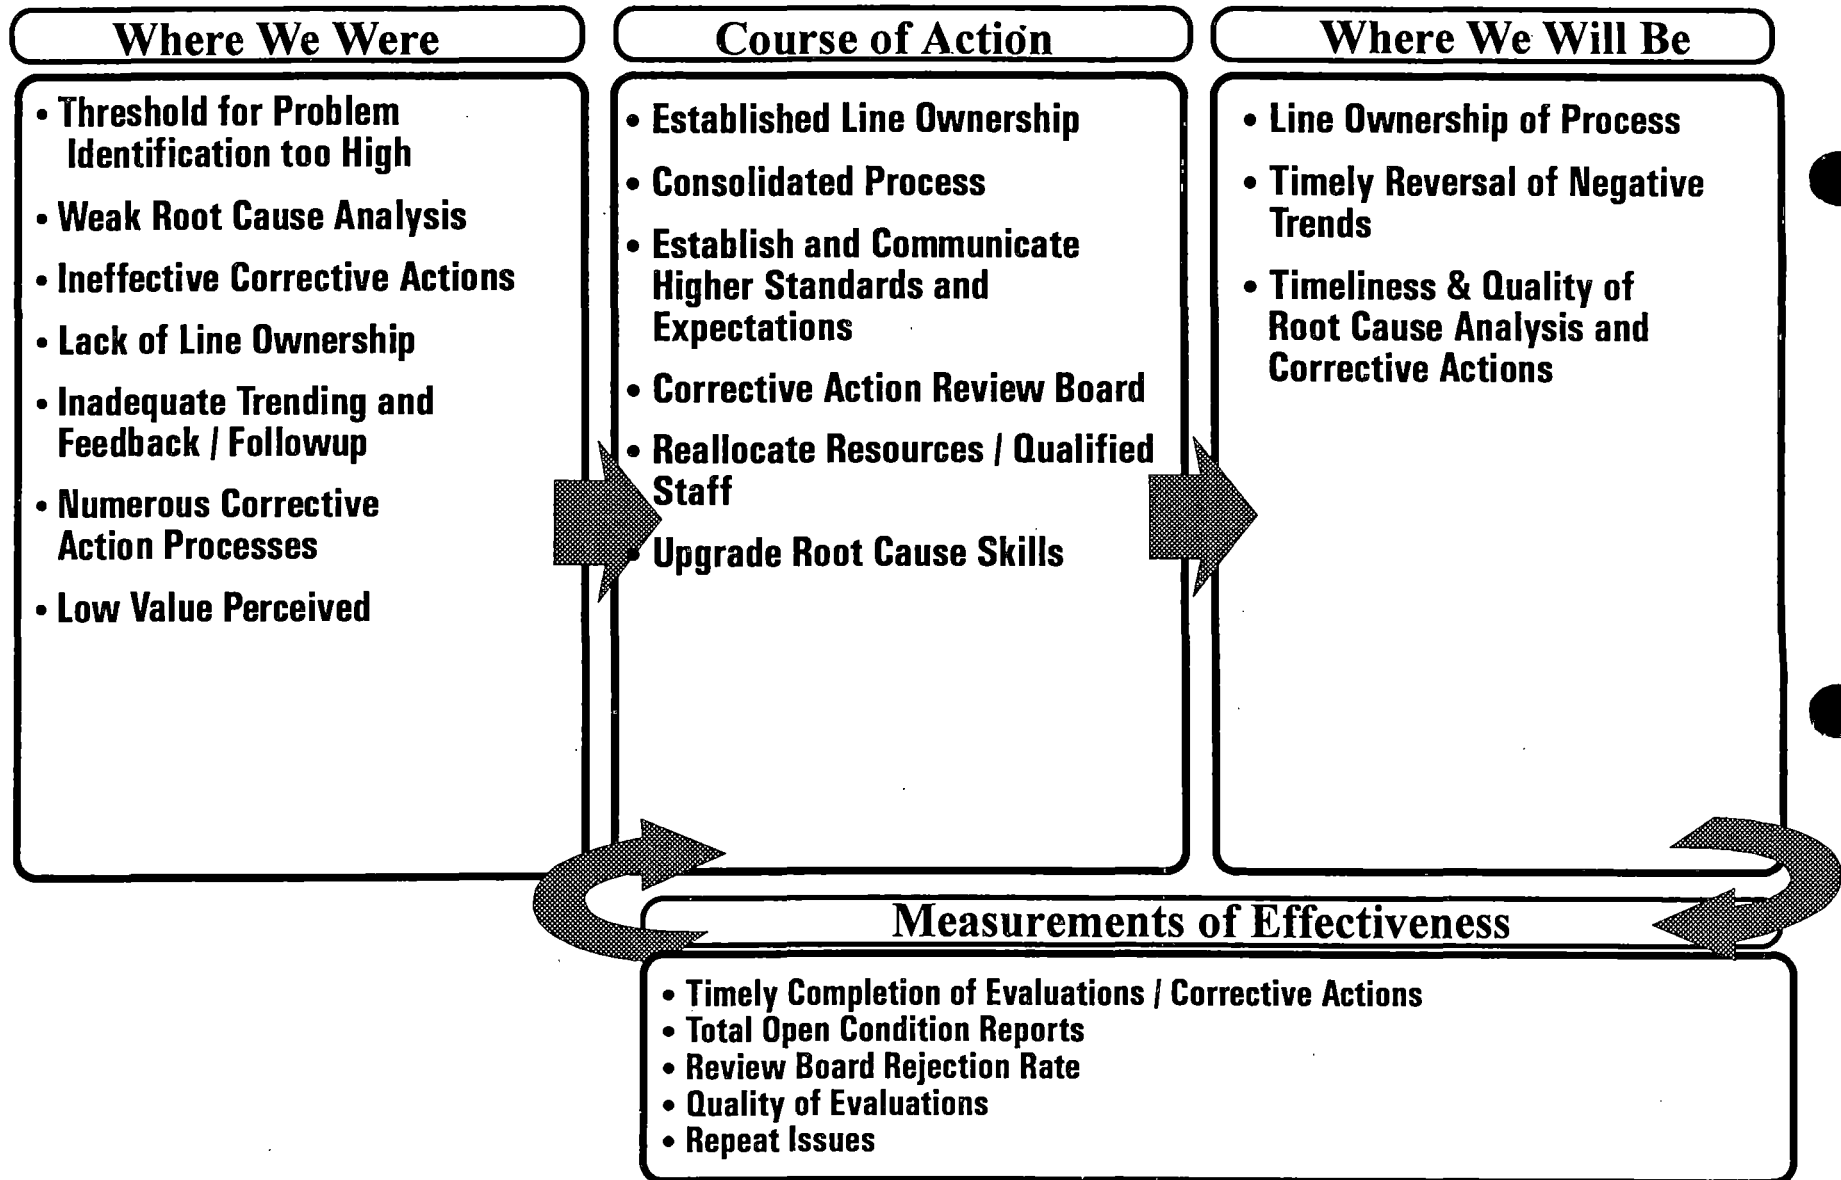 Where We Were
• Threshold for Problem
Identification too High
• Weak Root Cause Analysis
• Ineffective Corrective Actions
• Lack of Line Ownership
• Inadequate Trending and
Feedback / Followup
• Numerous Corrective
Action Processes
• Low Value Perceived
Course of Action
• Established Line Ownership
• Consolidated Process
• Establish and Communicate
Higher Standards and
Expectations
• Corrective Action Review Board
• Reallocate Resources / Qualified
Staff
• Upgrade Root Cause Skills
Where We Will Be
• Line Ownership of Process
• Timely Reversal of Negative
Trends
• Timeliness & Quality of
Root Cause Analysis and
Corrective Actions
Measurements of Effectiveness
• Timely Completion of Evaluations / Corrective Actions
• Total Open Condition Reports
• Review Board Rejection Rate
• Quality of Evaluations
• Repeat Issues